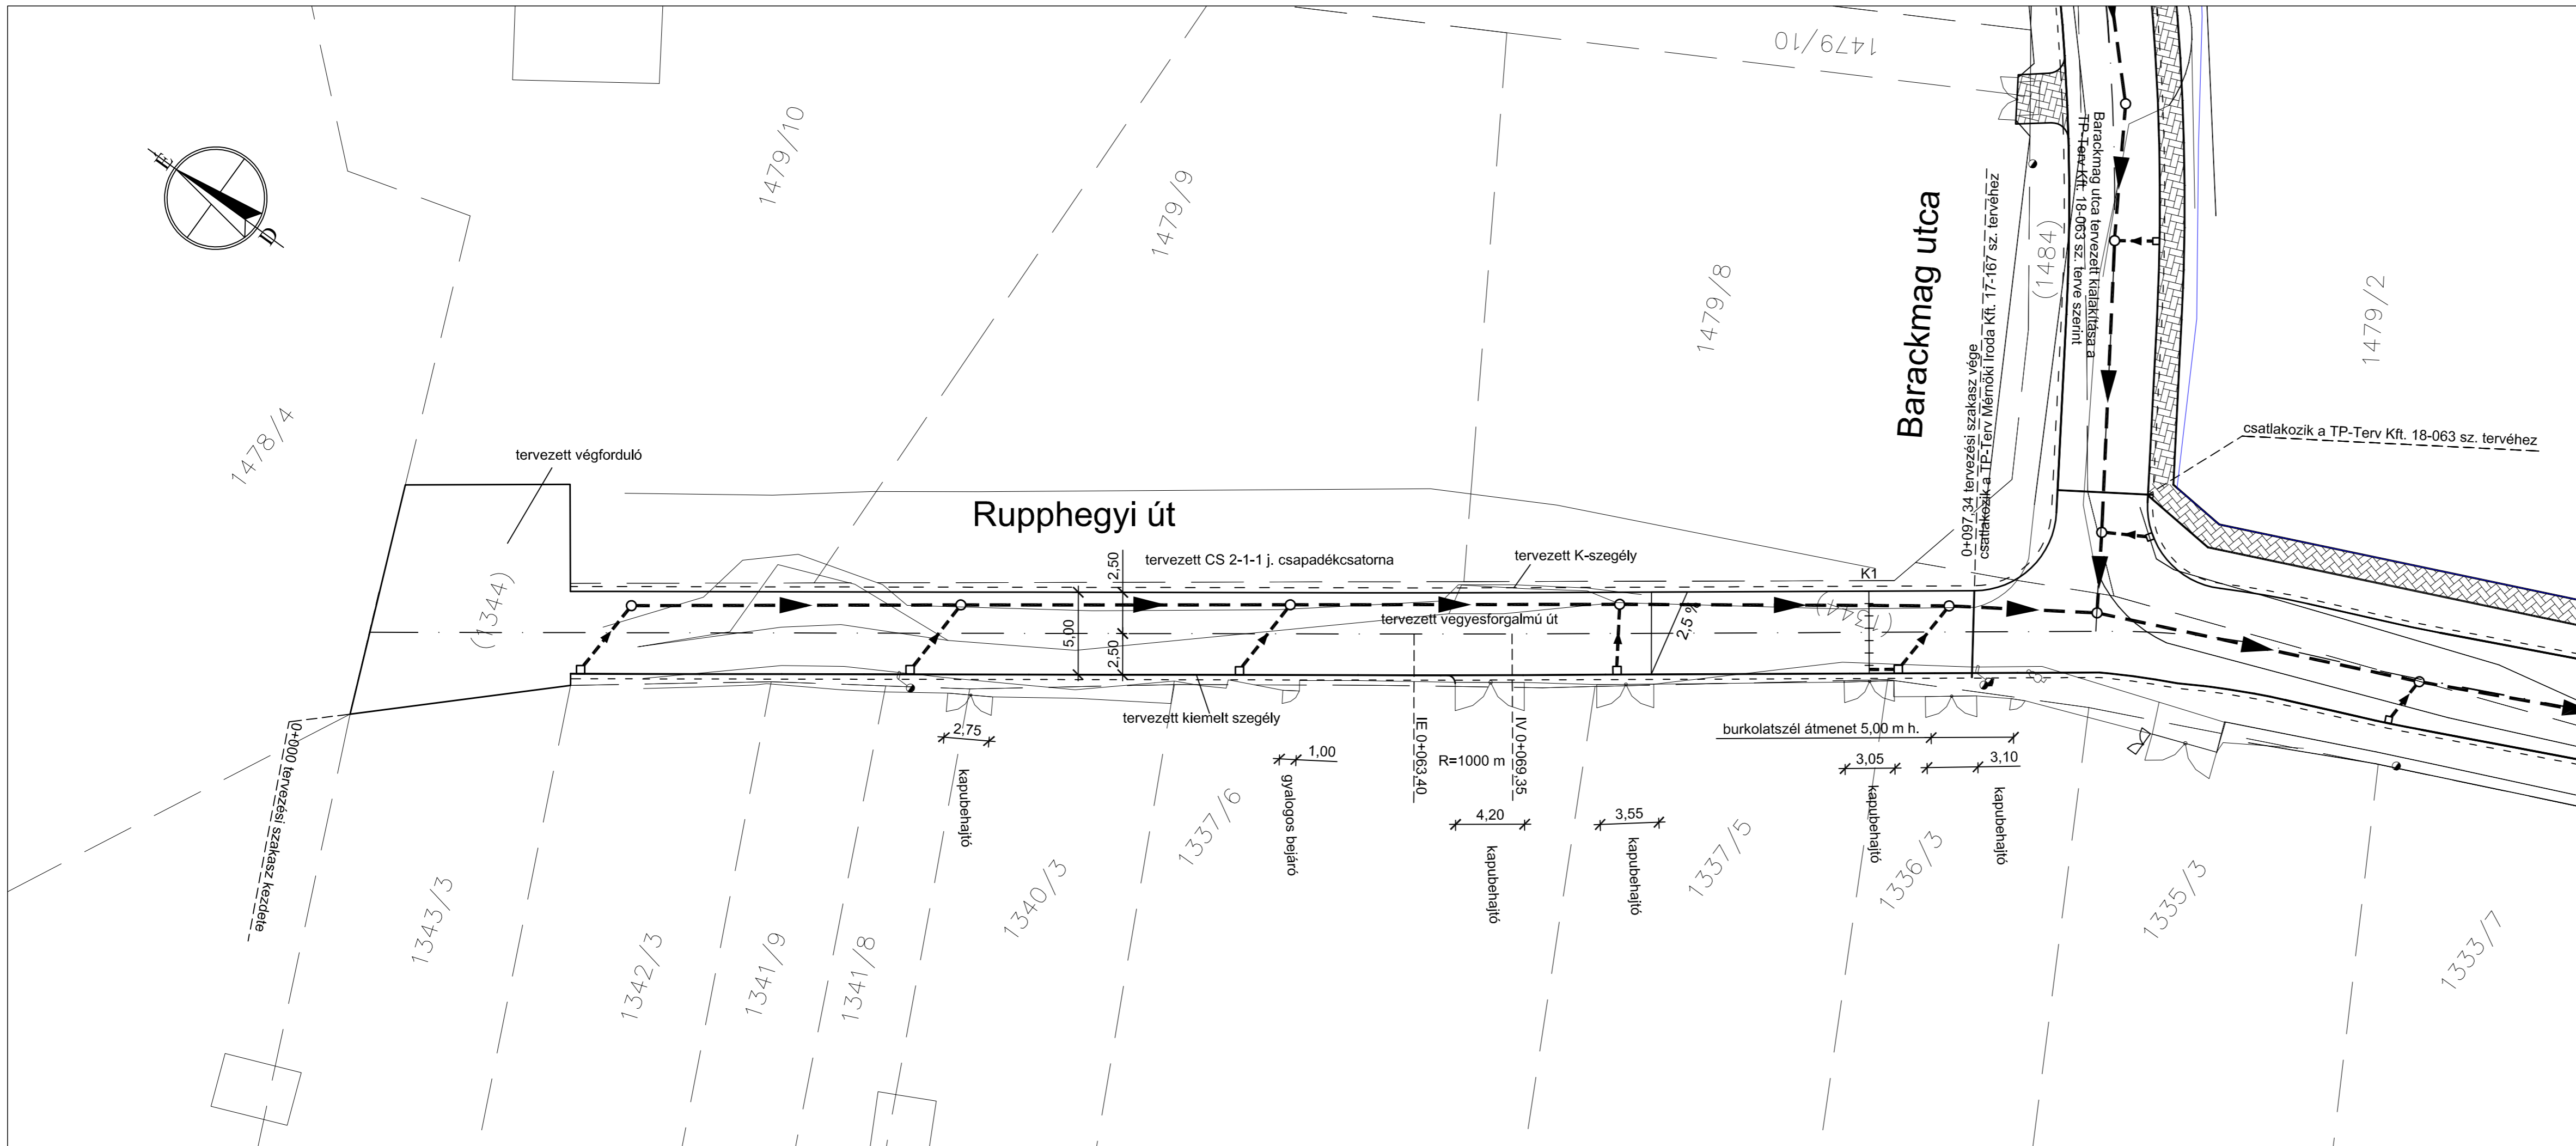 1479/10
1479/10
É
D
1479/9
1479/8
Barackmag utca
0+097,34 tervezési szakasz vége
csatlakozik a TP-Terv Mérnöki Iroda Kft. 17-167 sz. tervéhez
(1484)
Barackmag utca tervezett kialakítása a
TP-Terv Kft. 18-063 sz. terve szerint
1479/2
csatlakozik a TP-Terv Kft. 18-063 sz. tervéhez
1478/4
tervezett végforduló
Rupphegyi út
tervezett CS 2-1-1 j. csapadékcsatorna
tervezett K-szegély
K1
(1344)
2,50
5,00
2,50
tervezett vegyesforgalmú út
2,5%
(1344)
tervezett kiemelt szegély
0+000 tervezési szakasz kezdete
2,75
kapubehajtó
1,00
gyalogos bejáró
IE 0+063,40
R=1000 m
IV 0+069,35
4,20
kapubehajtó
3,55
kapubehajtó
burkolatszél átmenet 5,00 m h.
3,05
kapubehajtó
3,10
kapubehajtó
1343/3
1342/3
1341/9
1341/8
1340/3
1337/6
1337/5
1336/3
1335/3
1333/7